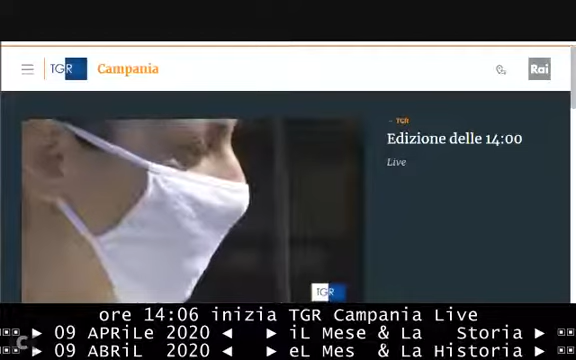 TGR Campania Rai
TGR
Edizione delle 14:00
Live
TGR
ore 14:06 inizia TGR Campania Live
▶ 09 APRiLe 2020 ◀ ▶ iL Mese & La Storia ▶
▶ 09 ABRiL 2020 ◀ ▶ eL Mes & La Historia ▶